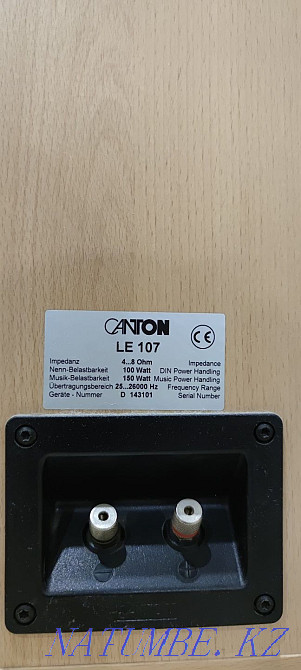 CANTON
CE
LE 107
Impedanz 4...8 Ohm Impedance
Nenn-Belastbarkeit 100 Watt DIN Power Handling
Musik-Belastbarkeit 150 Watt Music Power Handling
Übertragungsbereich 25...26000 Hz Frequency Range
Geräte - Nummer D 143101 Serial Number
NATUMBE.KZ